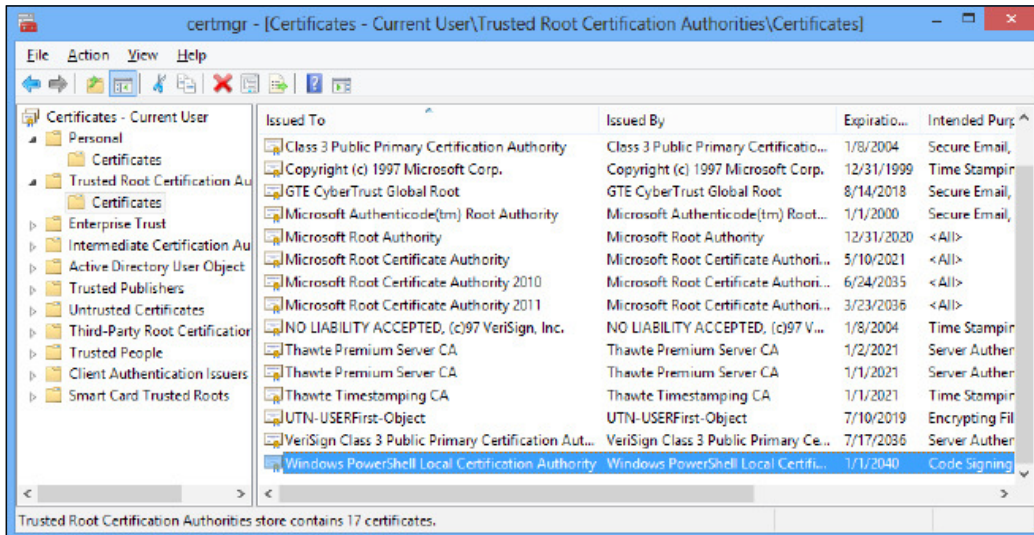 certmgr - [Certificates - Current User\Trusted Root Certification Authorities\Certificates]
File Action View Help
Certificates - Current User
Personal
Certificates
Trusted Root Certification Au
Certificates
Enterprise Trust
Intermediate Certification Au
Active Directory User Object
Trusted Publishers
Untrusted Certificates
Third-Party Root Certification
Trusted People
Client Authentication Issuers
Smart Card Trusted Roots
Issued To Issued By Expiratio... Intended Purp
Class 3 Public Primary Certification Authority Class 3 Public Primary Certificatio... 1/8/2004 Secure Email,
Copyright (c) 1997 Microsoft Corp. Copyright (c) 1997 Microsoft Corp. 12/31/1999 Time Stampin
GTE CyberTrust Global Root GTE CyberTrust Global Root 8/14/2018 Secure Email,
Microsoft Authenticode(tm) Root Authority Microsoft Authenticode(tm) Root... 1/1/2000 Secure Email,
Microsoft Root Authority Microsoft Root Authority 12/31/2020 <All>
Microsoft Root Certificate Authority Microsoft Root Certificate Authori... 5/10/2021 <All>
Microsoft Root Certificate Authority 2010 Microsoft Root Certificate Authori... 6/24/2035 <All>
Microsoft Root Certificate Authority 2011 Microsoft Root Certificate Authori... 3/23/2036 <All>
NO LIABILITY ACCEPTED, (c)97 VeriSign, Inc. NO LIABILITY ACCEPTED, (c)97 V... 1/8/2004 Time Stampin
Thawte Premium Server CA Thawte Premium Server CA 1/2/2021 Server Authen
Thawte Premium Server CA Thawte Premium Server CA 1/1/2021 Server Authen
Thawte Timestamping CA Thawte Timestamping CA 1/1/2021 Time Stampin
UTN-USERFirst-Object UTN-USERFirst-Object 7/10/2019 Encrypting Fil
VeriSign Class 3 Public Primary Certification Aut... VeriSign Class 3 Public Primary Ce... 7/17/2036 Server Authen
Windows PowerShell Local Certification Authority Windows PowerShell Local Certifi... 1/1/2040 Code Signing
Trusted Root Certification Authorities store contains 17 certificates.